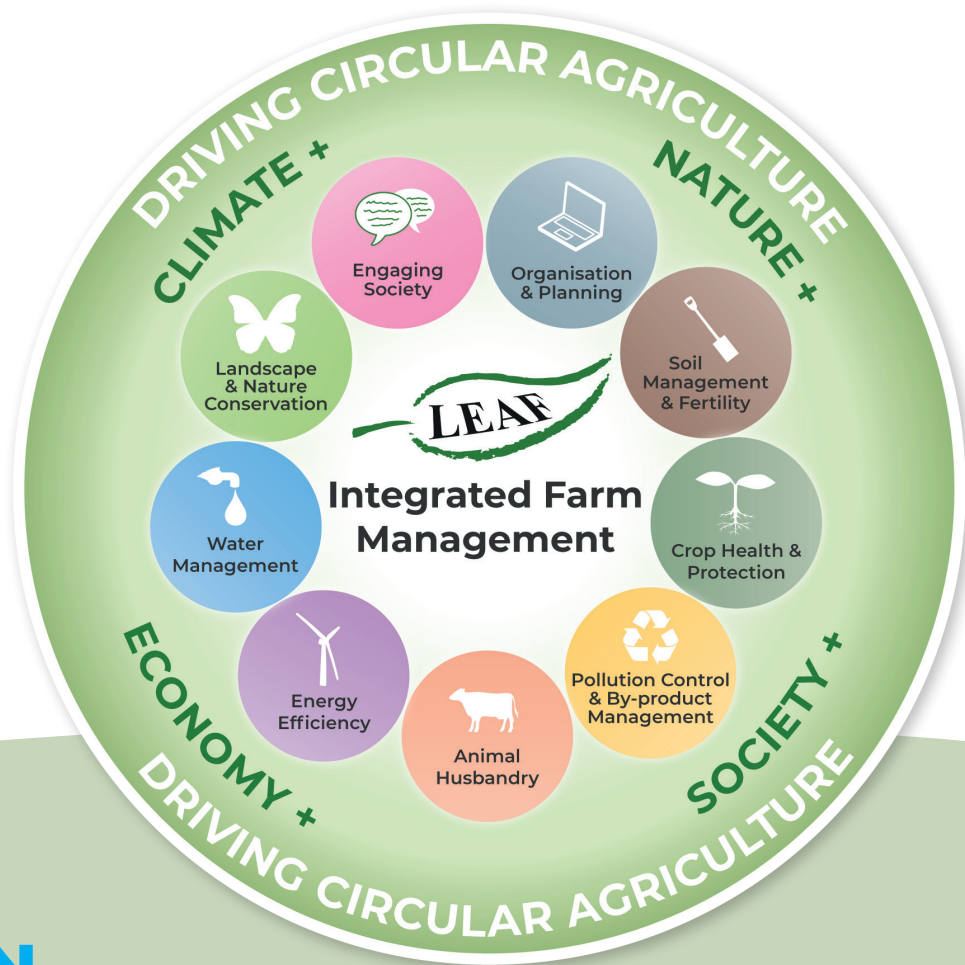 DRIVING CIRCULAR AGRICULTURE
CLIMATE +
NATURE +
Engaging
Society
Organisation
& Planning
Landscape
& Nature
Conservation
Soil
Management
& Fertility
LEAF
Integrated Farm
Management
Water
Management
Crop Health &
Protection
Energy
Efficiency
Pollution Control
& By-product
Management
Animal
Husbandry
ECONOMY +
SOCIETY +
DRIVING CIRCULAR AGRICULTURE